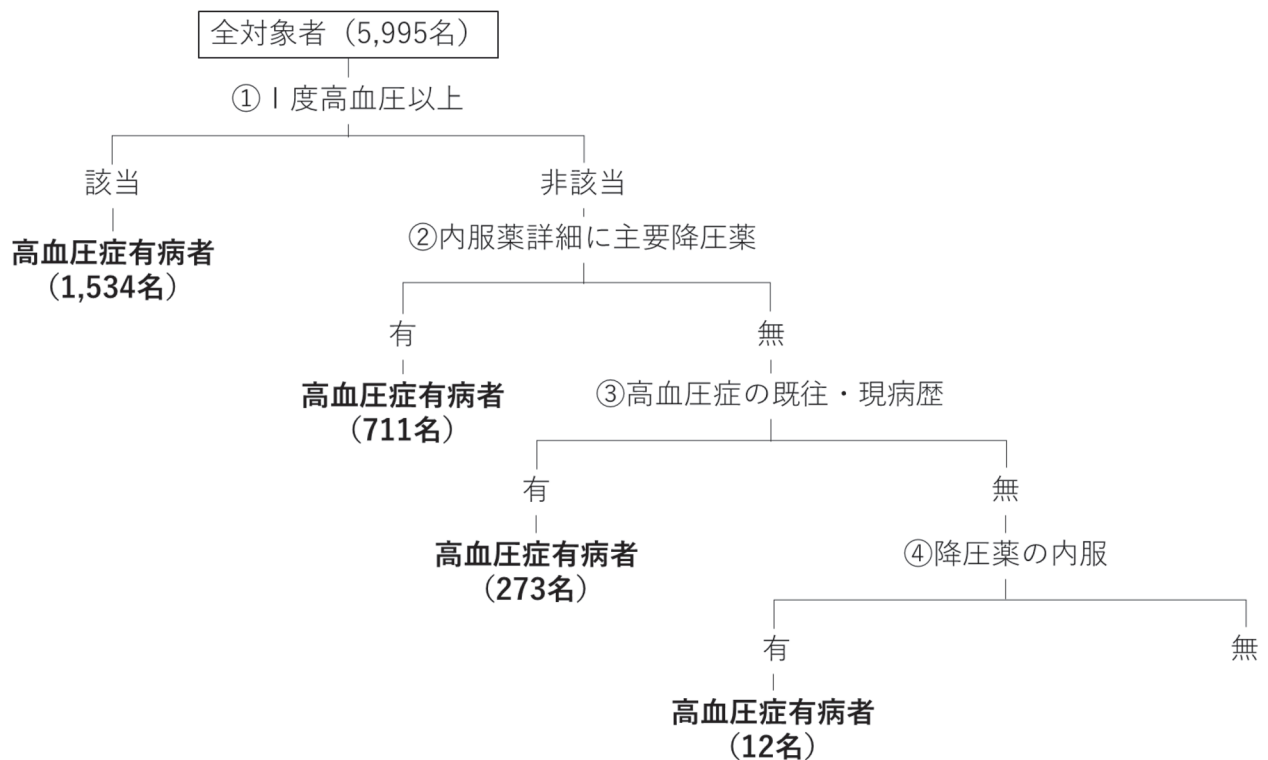 全対象者（5,995名）
①Ⅰ度高血圧以上
該当
非該当
高血圧症有病者
（1,534名）
②内服薬詳細に主要降圧薬
有
無
高血圧症有病者
（711名）
③高血圧症の既往・現病歴
有
無
高血圧症有病者
（273名）
④降圧薬の内服
有
無
高血圧症有病者
（12名）